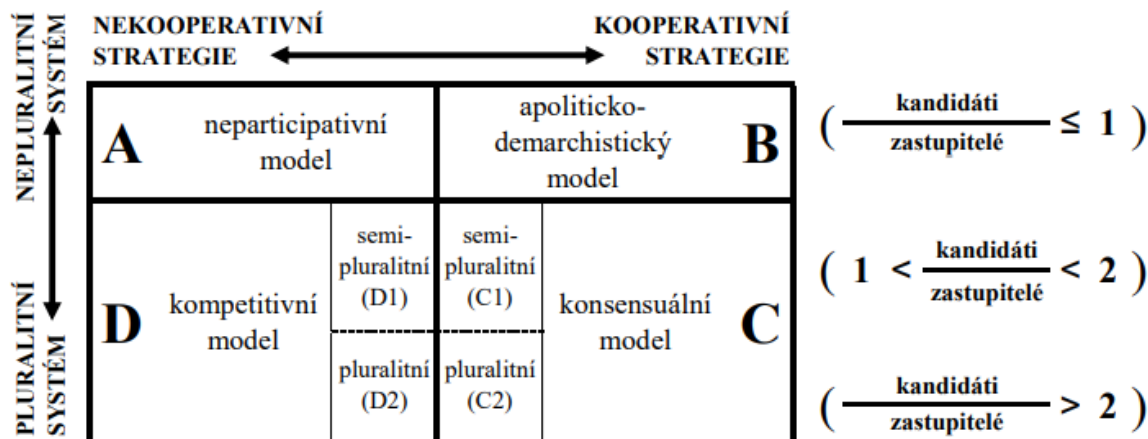 NEKOOPERATIVNÍ
STRATEGIE
KOOPERATIVNÍ
STRATEGIE
NEPLURALITNÍ
SYSTÉM
PLURALITNÍ
SYSTÉM
A
neparticipativní
model
apoliticko-
demarchistický
model
B
D
kompetitivní
model
semi-
pluralitní
(D1)
semi-
pluralitní
(C1)
pluralitní
(D2)
pluralitní
(C2)
konsensuální
model
C
( kandidáti
zastupitelé ≤ 1 )
( 1 < kandidáti
zastupitelé < 2 )
( kandidáti
zastupitelé > 2 )